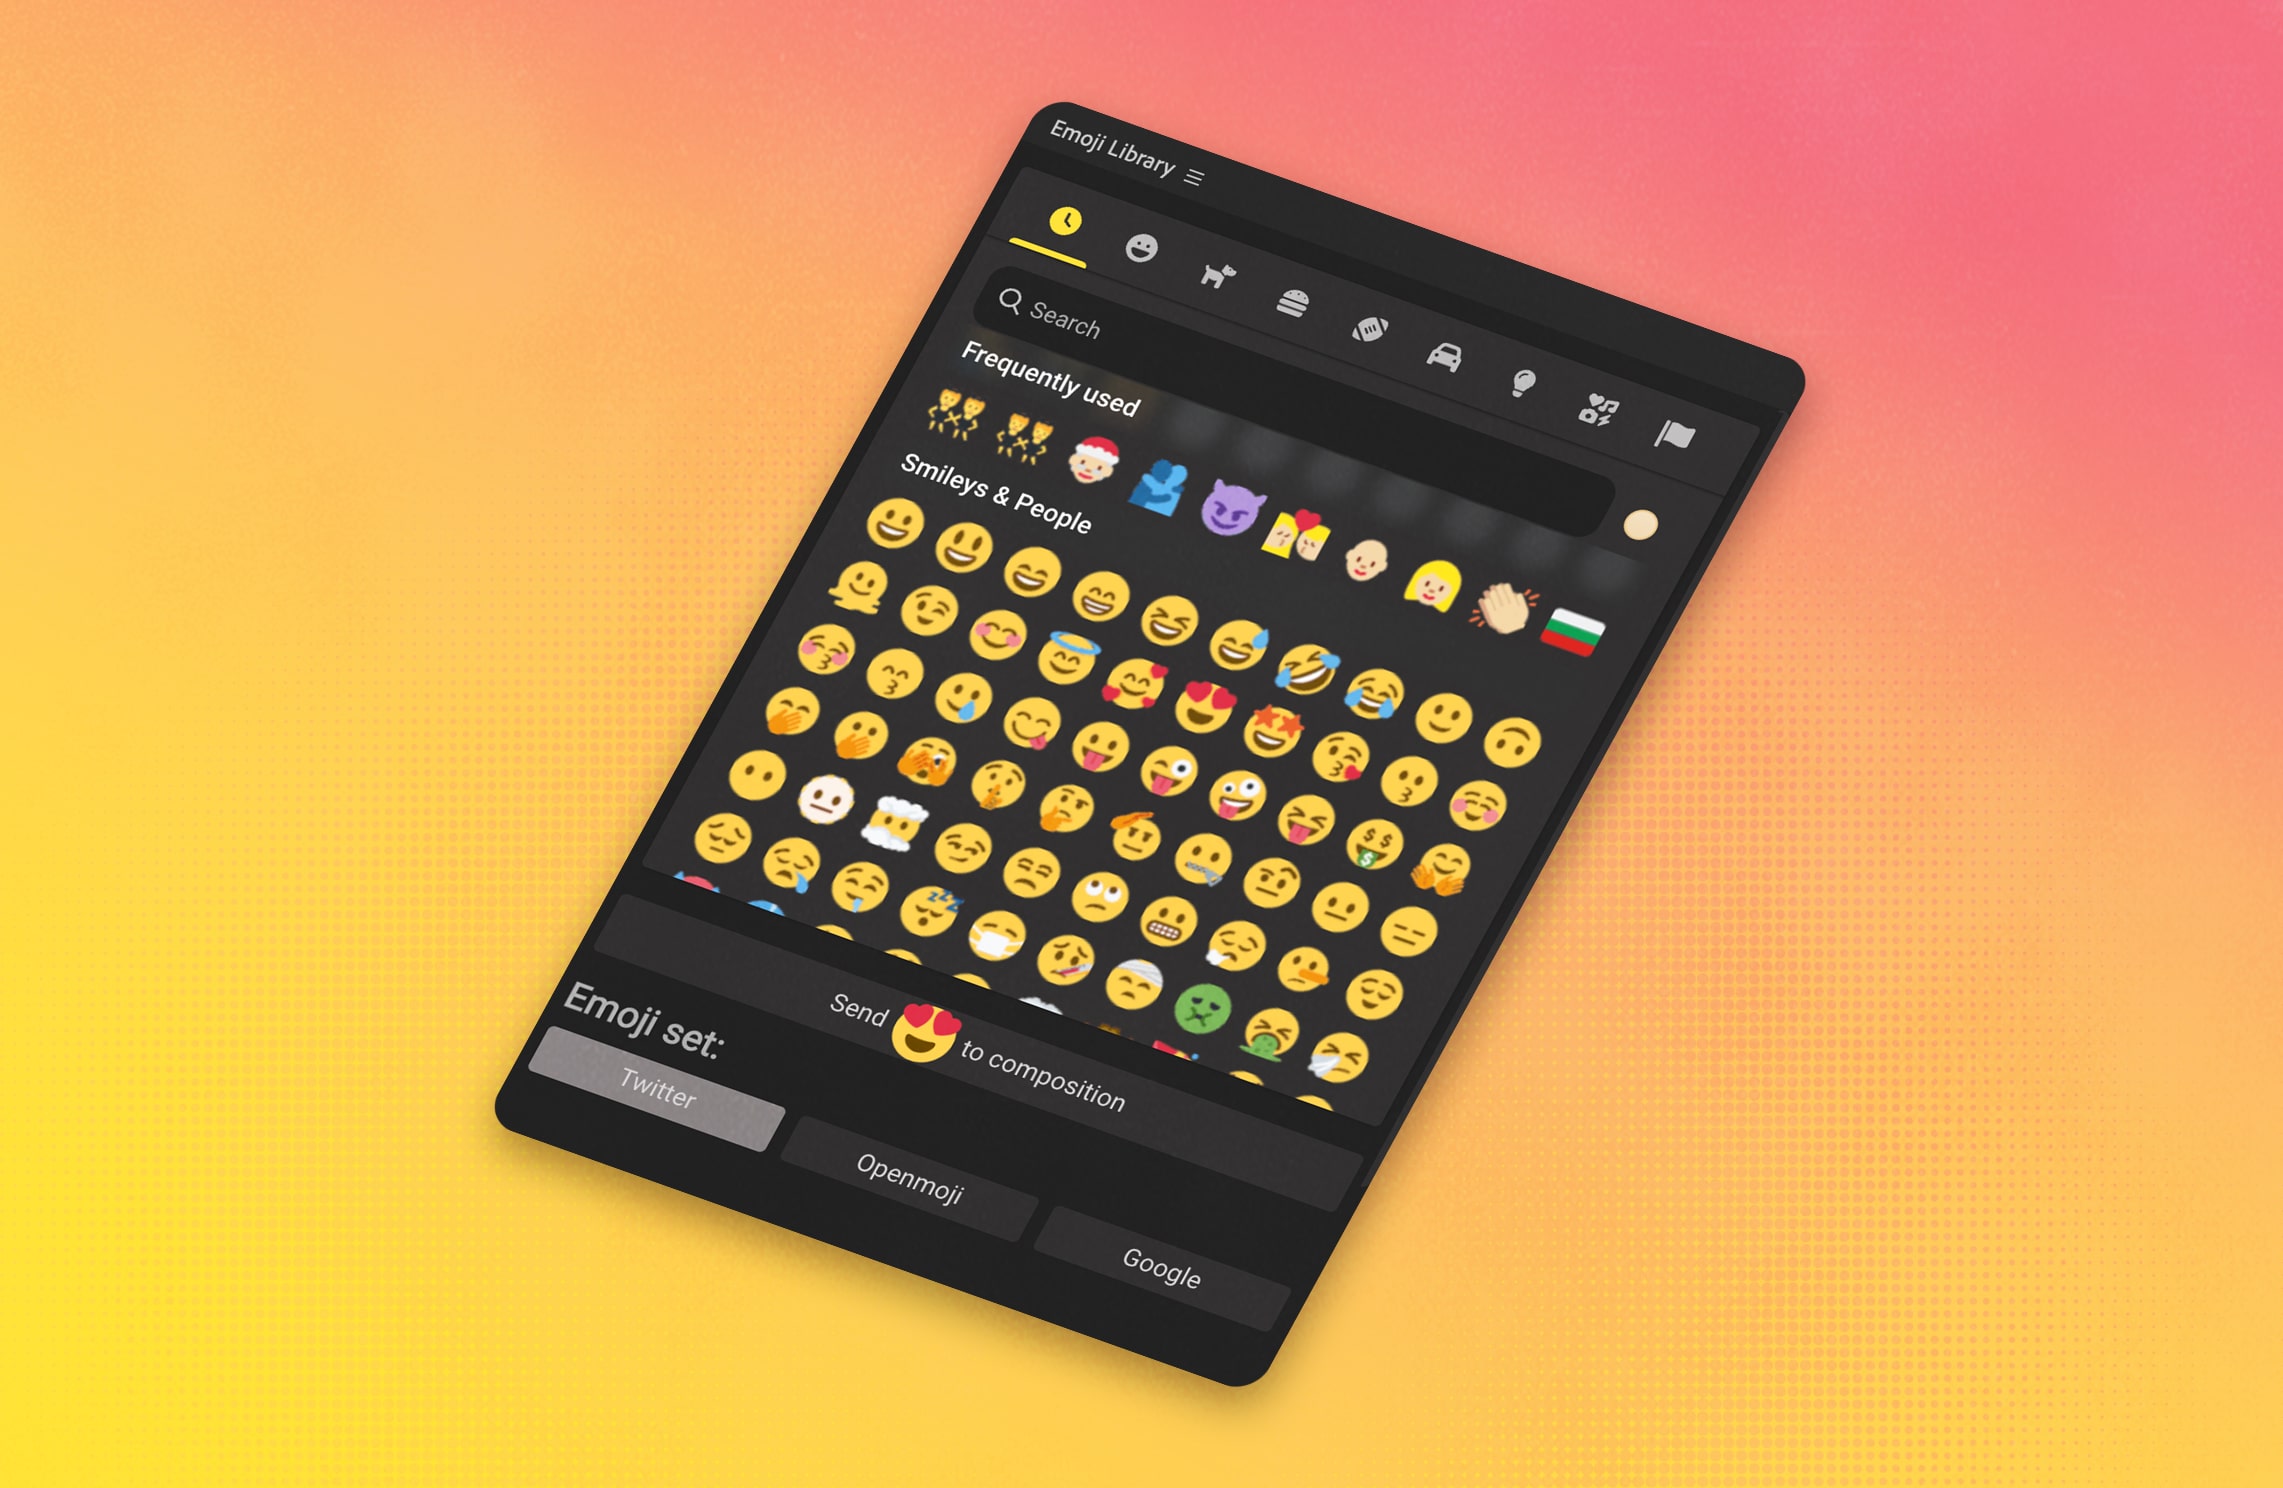 Emoji Library
Search
Frequently used
Smileys & People
Send to composition
Emoji set:
Twitter
Openmoji
Google